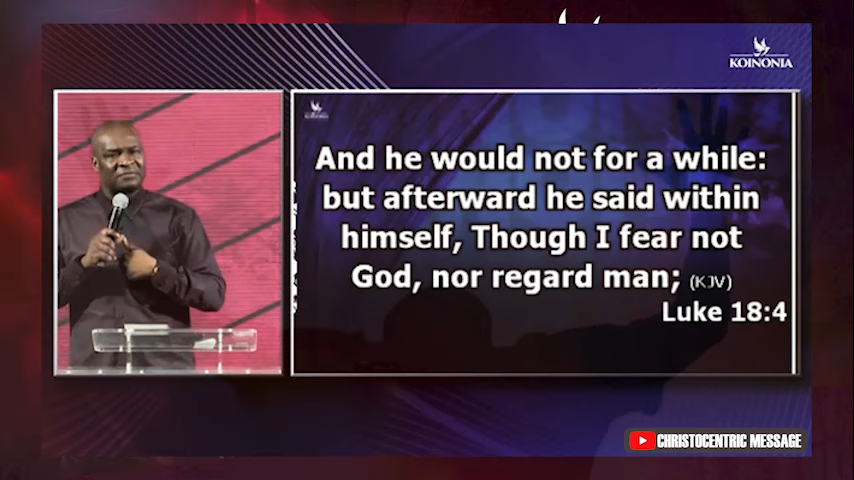 KOINONIA
KOINONIA
And he would not for a while:
but afterward he said within
himself, Though I fear not
God, nor regard man; (KJV)
Luke 18:4
CHRISTOCENTRIC MESSAGE